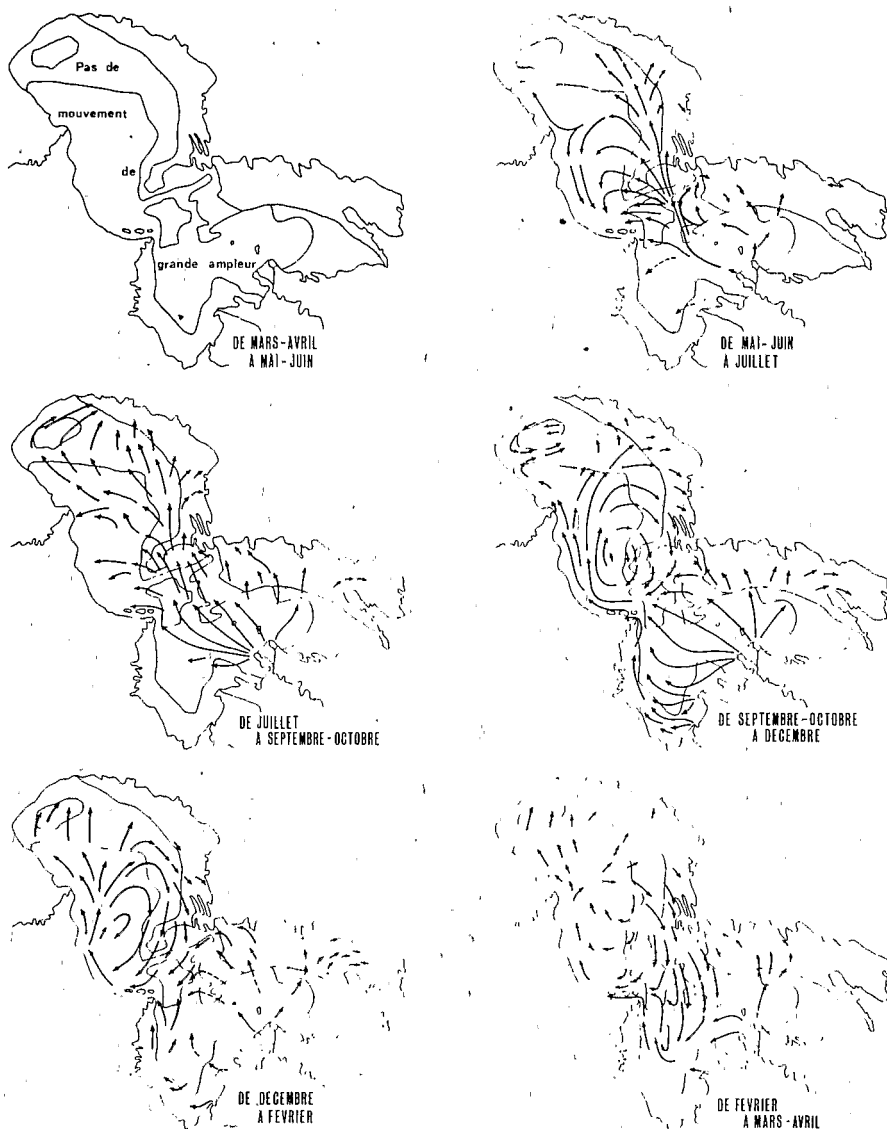 Pas de
mouvement
de
grande ampleur
DE MARS-AVRIL
A MAI-JUIN
DE MAI-JUIN
A JUILLET
DE JUILLET
A SEPTEMBRE-OCTOBRE
DE SEPTEMBRE-OCTOBRE
A DECEMBRE
DE DECEMBRE
A FEVRIER
DE FEVRIER
A MARS-AVRIL